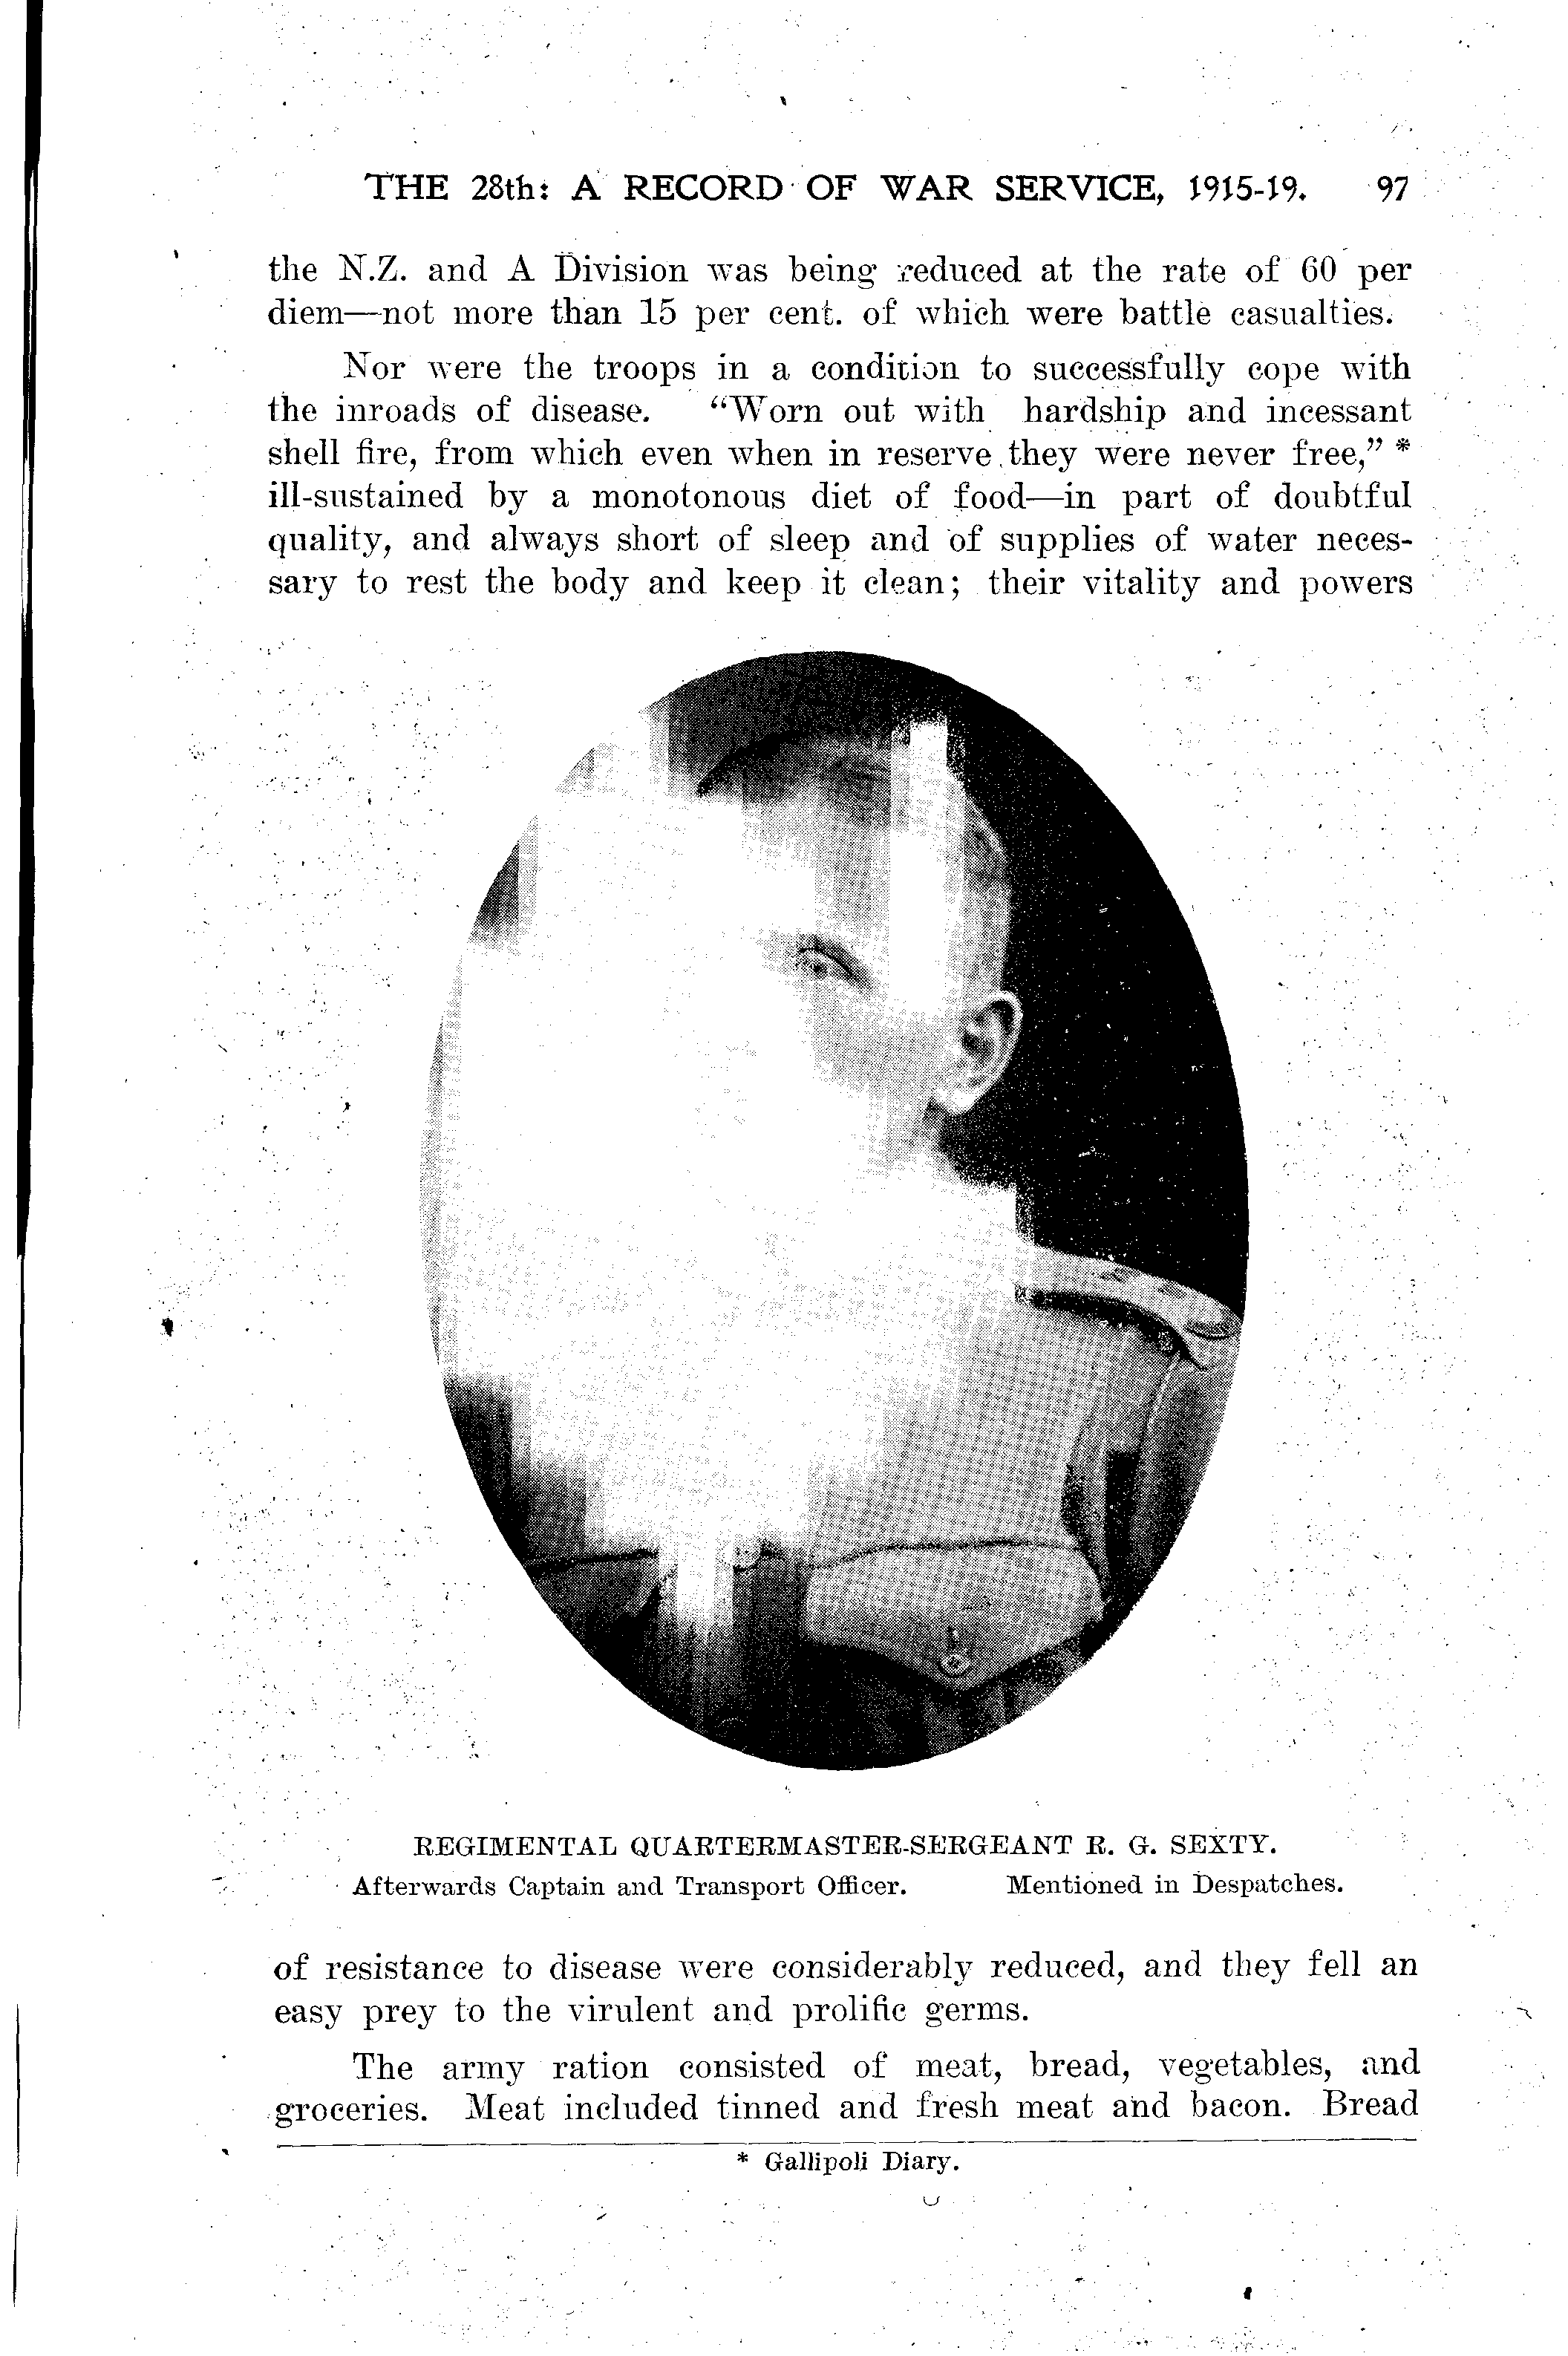 THE 28th: A RECORD OF WAR SERVICE, 1915-19. 97
the N.Z. and A Division was being reduced at the rate of 60 per
diem—not more than 15 per cent. of which were battle casualties.
Nor were the troops in a condition to successfully cope with
the inroads of disease. “Worn out with hardship and incessant
shell fire, from which even when in reserve they were never free,” *
ill-sustained by a monotonous diet of food—in part of doubtful
quality, and always short of sleep and of supplies of water neces-
sary to rest the body and keep it clean; their vitality and powers
REGIMENTAL QUARTERMASTER-SERGEANT R. G. SEXTY.
Afterwards Captain and Transport Officer. Mentioned in Despatches.
of resistance to disease were considerably reduced, and they fell an
easy prey to the virulent and prolific germs.
The army ration consisted of meat, bread, vegetables, and
groceries. Meat included tinned and fresh meat and bacon. Bread
* Gallipoli Diary.